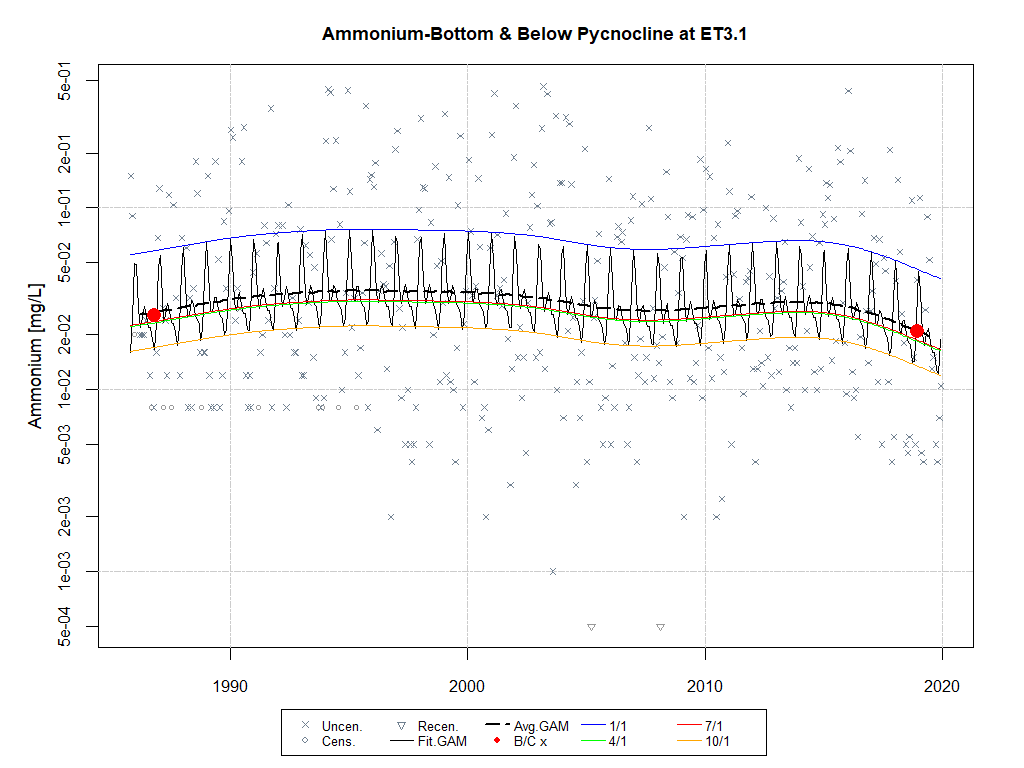 Ammonium-Bottom & Below Pycnocline at ET3.1
Ammonium [mg/L]
5e-01
2e-01
1e-01
5e-02
2e-02
1e-02
5e-03
2e-03
1e-03
5e-04
1990 2000 2010 2020
Uncen. Recen. Avg.GAM 1/1 7/1
Cens. Fit.GAM B/C x 4/1 10/1